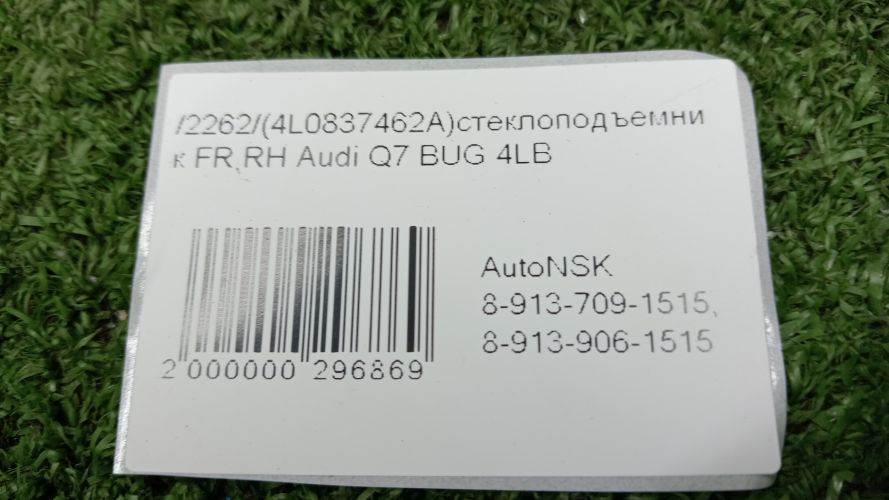 /2262/(4L0837462A)стеклоподъемни
к FR,RH Audi Q7 BUG 4LB
AutoNSK
8-913-709-1515,
8-913-906-1515
2 000000 296869